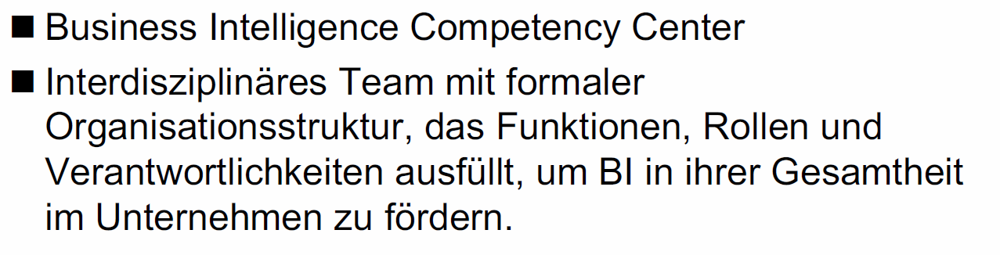 ■ Business Intelligence Competency Center
■ Interdisziplinäres Team mit formaler
Organisationsstruktur, das Funktionen, Rollen und
Verantwortlichkeiten ausfüllt, um BI in ihrer Gesamtheit
im Unternehmen zu fördern.